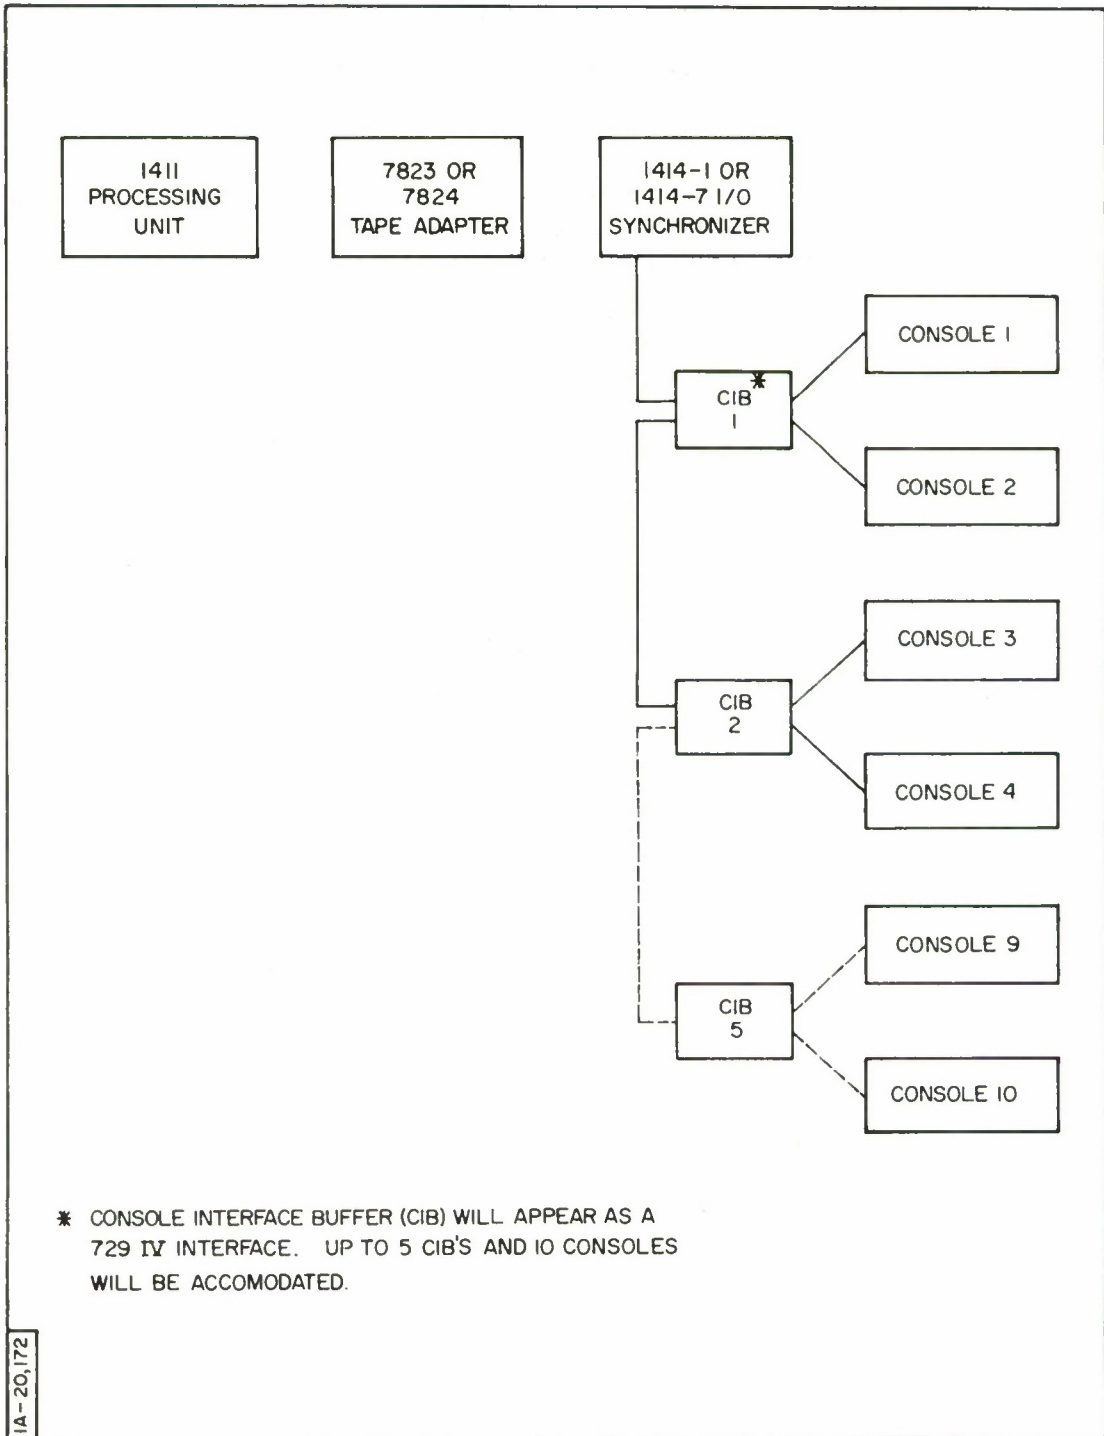 1411
PROCESSING
UNIT
7823 OR
7824
TAPE ADAPTER
1414-1 OR
1414-7 I/O
SYNCHRONIZER
CONSOLE 1
CIB *
1
CONSOLE 2
CONSOLE 3
CIB
2
CONSOLE 4
CONSOLE 9
CIB
5
CONSOLE 10
* CONSOLE INTERFACE BUFFER (CIB) WILL APPEAR AS A
729 IV INTERFACE. UP TO 5 CIB'S AND 10 CONSOLES
WILL BE ACCOMODATED.
IA-20,172